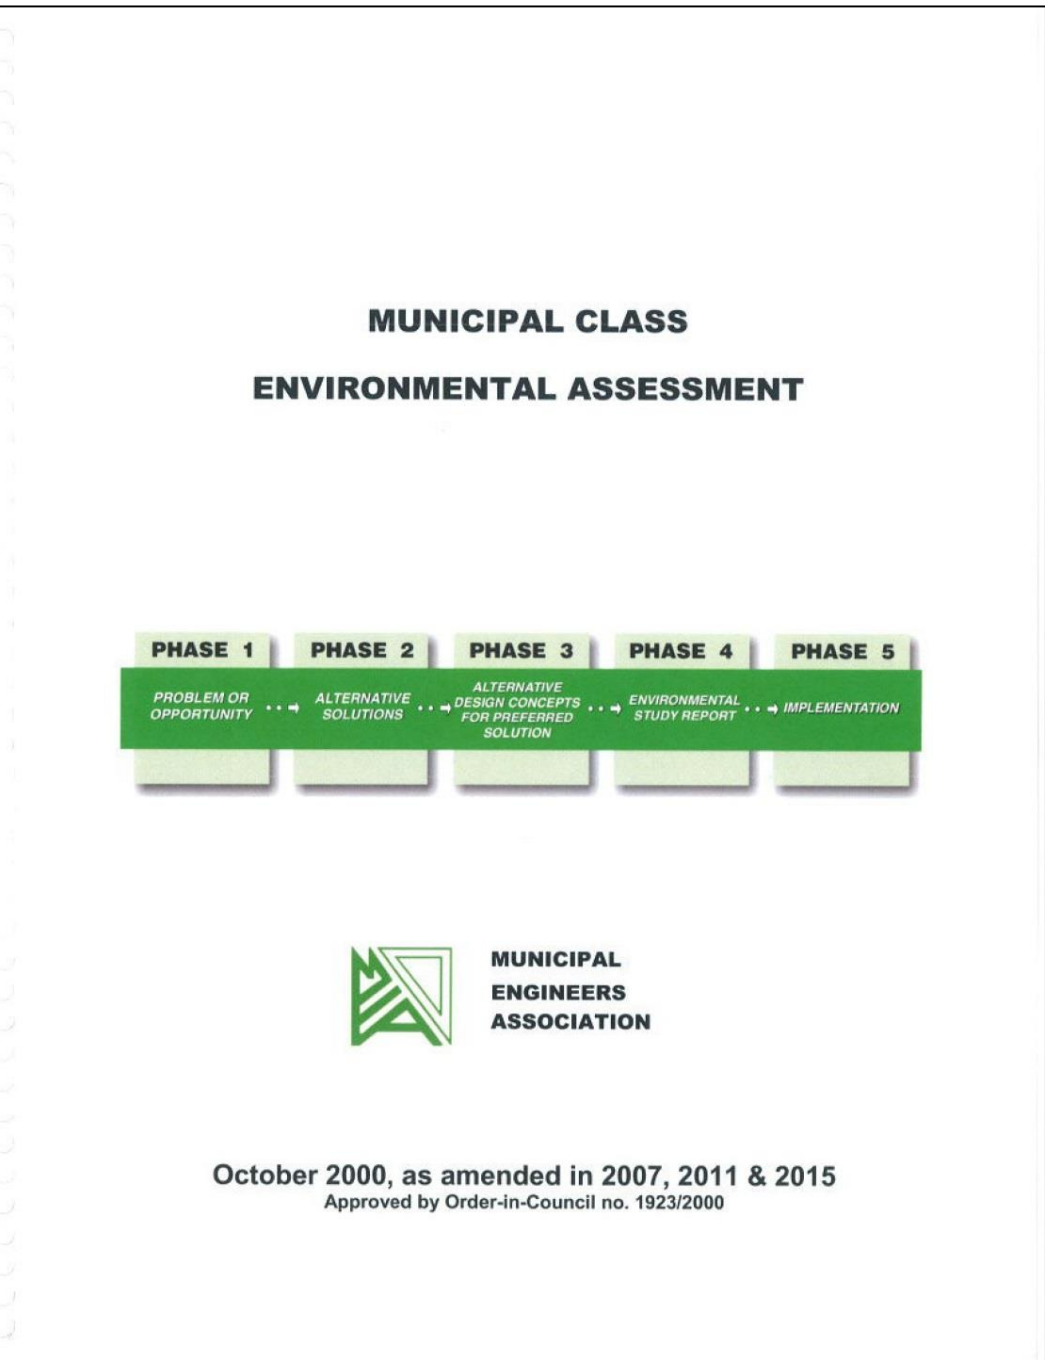 MUNICIPAL CLASS
ENVIRONMENTAL ASSESSMENT
PHASE 1
PROBLEM OR
OPPORTUNITY
PHASE 2
ALTERNATIVE
SOLUTIONS
PHASE 3
ALTERNATIVE
DESIGN CONCEPTS
FOR PREFERRED
SOLUTION
PHASE 4
ENVIRONMENTAL
STUDY REPORT
PHASE 5
IMPLEMENTATION
MEA
MUNICIPAL
ENGINEERS
ASSOCIATION
October 2000, as amended in 2007, 2011 & 2015
Approved by Order-in-Council no. 1923/2000